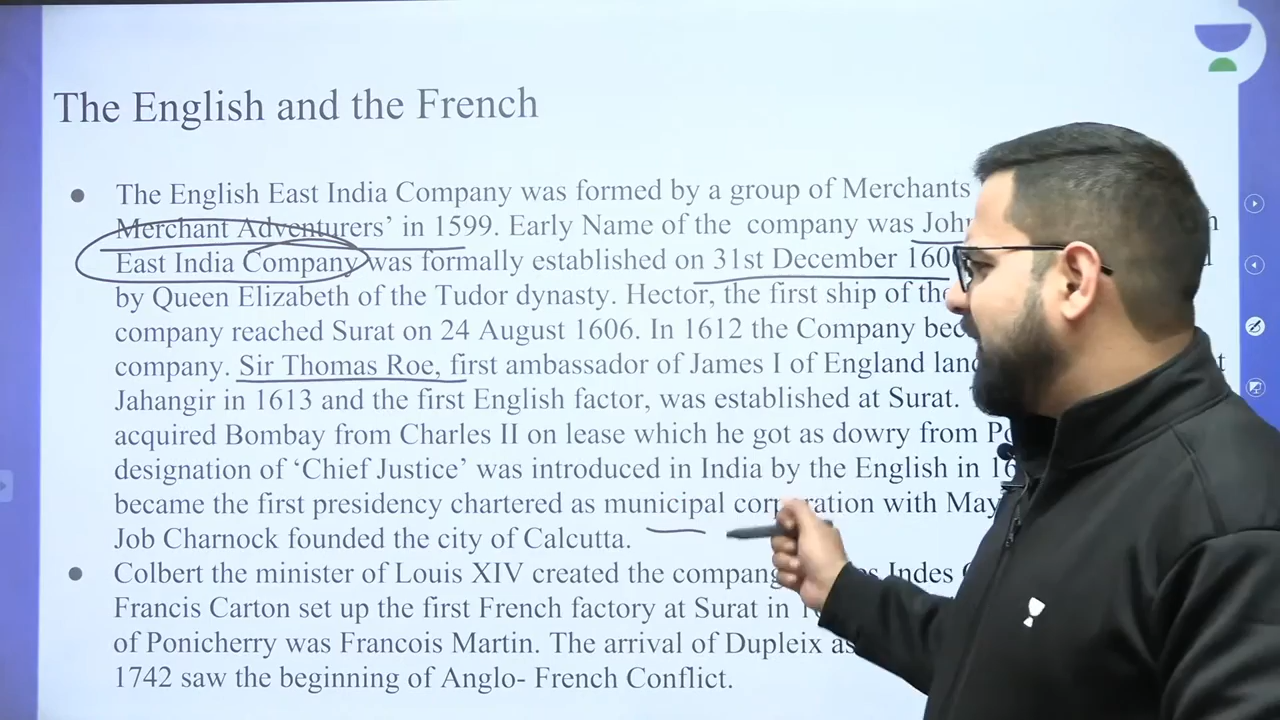 The English and the French
The English East India Company was formed by a group of Merchants
Merchant Adventurers’ in 1599. Early Name of the company was John
East India Company was formally established on 31st December 1600
by Queen Elizabeth of the Tudor dynasty. Hector, the first ship of the
company reached Surat on 24 August 1606. In 1612 the Company
company. Sir Thomas Roe, first ambassador of James I of England
Jahangir in 1613 and the first English factor, was established at Surat.
acquired Bombay from Charles II on lease which he got as dowry from
designation of ‘Chief Justice’ was introduced in India by the English in
became the first presidency chartered as municipal corporation with
Job Charnock founded the city of Calcutta.
Colbert the minister of Louis XIV created the Indes
Francis Carton set up the first French factory at Surat in
of Ponicherry was Francois Martin. The arrival of Dupleix as
1742 saw the beginning of Anglo- French Conflict.